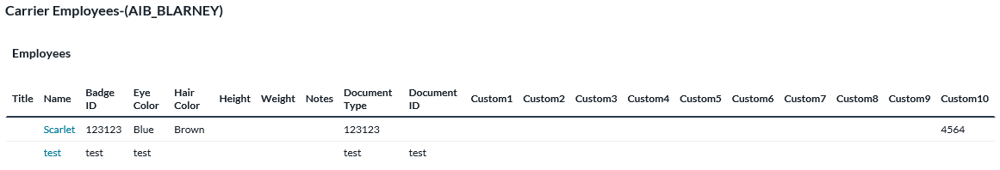 Carrier Employees-(AIB_BLARNEY)
Employees
Title Name Badge ID Eye Color Hair Color Height Weight Notes Document Type Document ID Custom1 Custom2 Custom3 Custom4 Custom5 Custom6 Custom7 Custom8 Custom9 Custom10
Scarlet 123123 Blue Brown 123123 4564
test test test test test